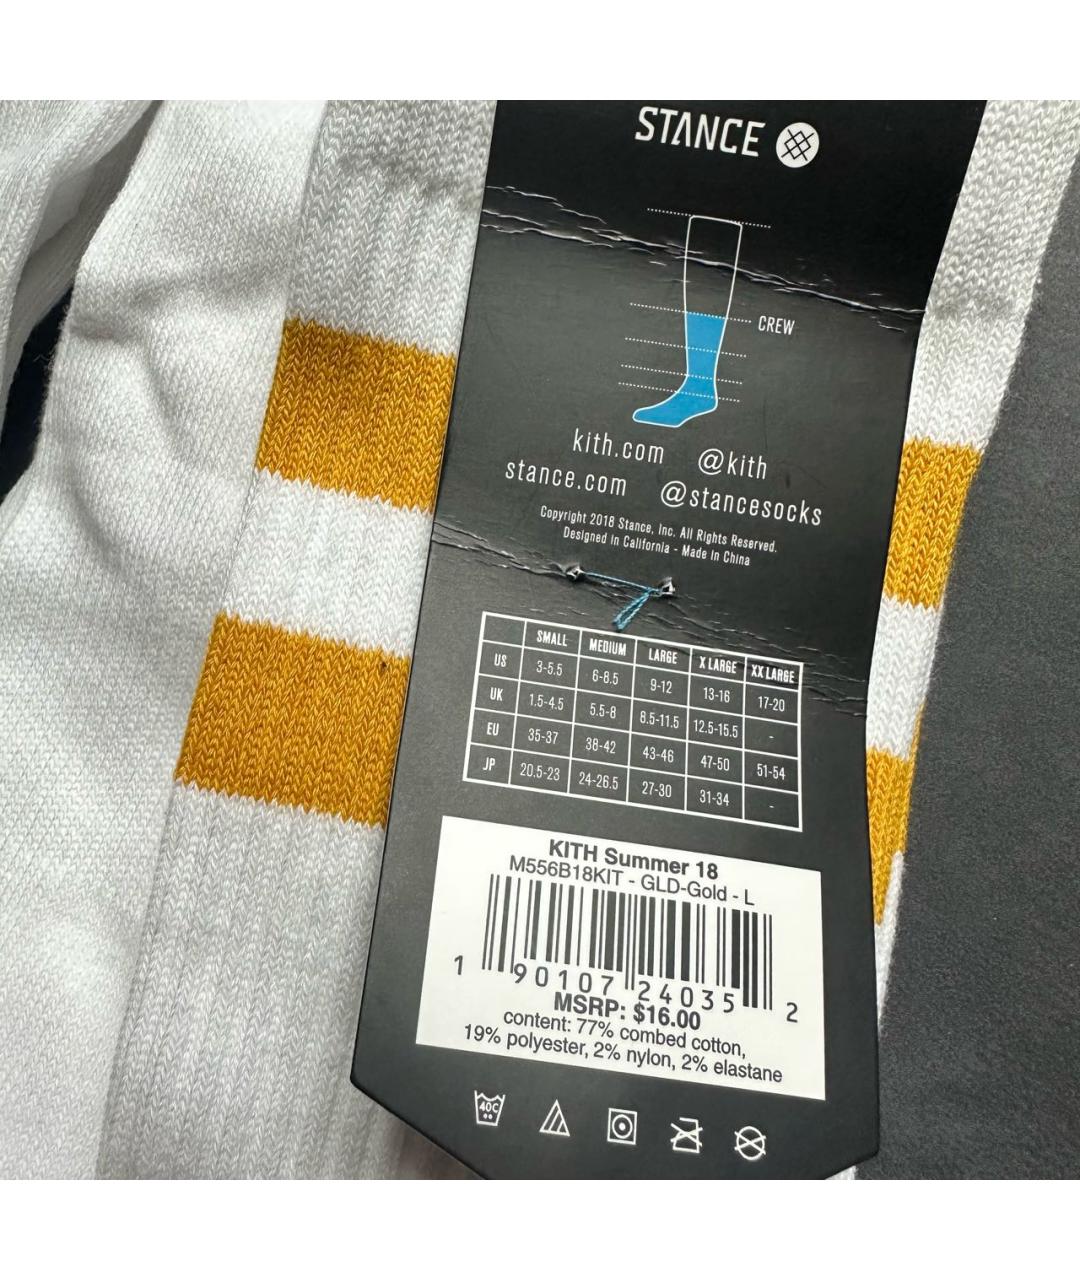 STANCE
CREW
kith.com @kith
stance.com @stancesocks
Copyright 2018 Stance, Inc. All Rights Reserved.
Designed in California - Made in China
SMALL MEDIUM LARGE X LARGE XX LARGE
US 3-5.5 6-8.5 9-12 13-16 17-20
UK 1.5-4.5 5.5-8 8.5-11.5 12.5-15.5 -
EU 35-37 38-42 43-46 47-50 51-54
JP 20.5-23 24-26.5 27-30 31-34 -
KITH Summer 18
M556B18KIT - GLD-Gold - L
1 90107 24035 2
MSRP: $16.00
content: 77% combed cotton,
19% polyester, 2% nylon, 2% elastane
40C